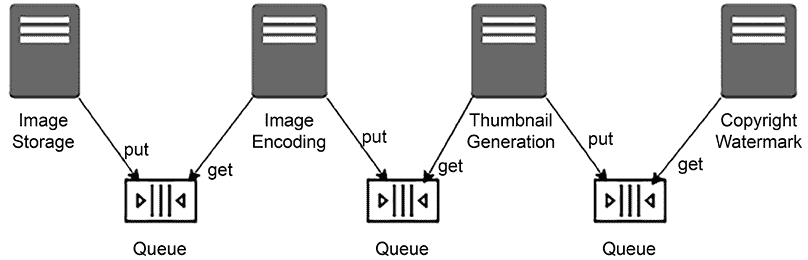 Image
Storage
Image
Encoding
Thumbnail
Generation
Copyright
Watermark
put
get
put
get
put
get
Queue
Queue
Queue